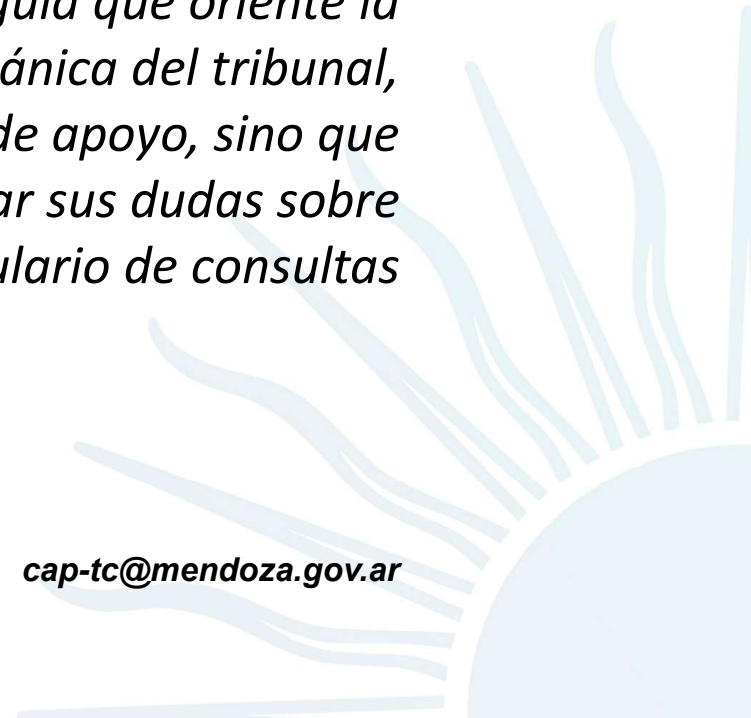 guía que oriente la
ánica del tribunal,
de apoyo, sino que
ar sus dudas sobre
ulario de consultas
cap-tc@mendoza.gov.ar